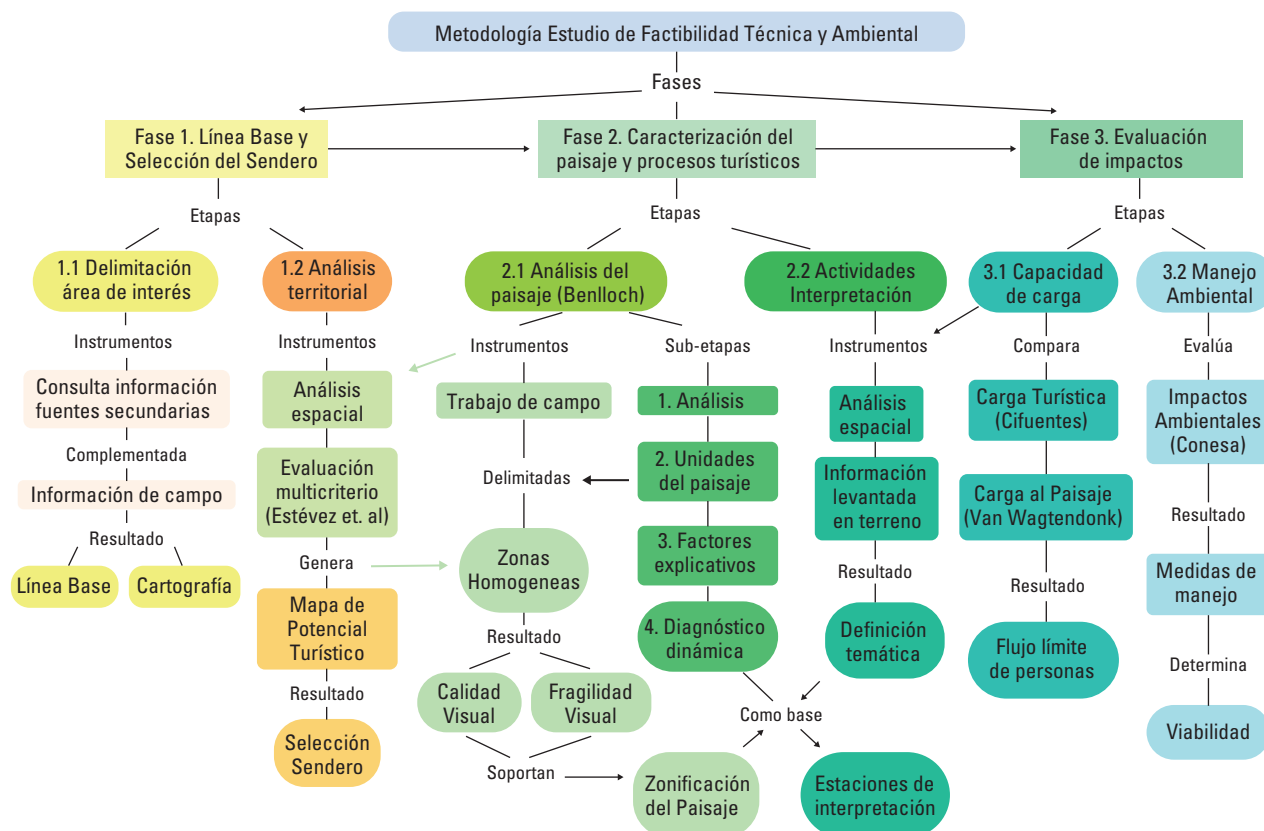 Metodología Estudio de Factibilidad Técnica y Ambiental
Fases
Fase 1. Línea Base y
Selección del Sendero
Fase 2. Caracterización del
paisaje y procesos turísticos
Fase 3. Evaluación
de impactos
Etapas
Etapas
Etapas
1.1 Delimitación
área de interés
1.2 Análisis
territorial
2.1 Análisis del
paisaje (Benlloch)
2.2 Actividades
Interpretación
3.1 Capacidad
de carga
3.2 Manejo
Ambiental
Instrumentos
Instrumentos
Instrumentos
Sub-etapas
Instrumentos
Compara
Evalúa
Consulta información
fuentes secundarias
Complementada
Información de campo
Resultado
Línea Base
Cartografía
Análisis
espacial
Evaluación
multicriterio
(Estévez et. al)
Genera
Mapa de
Potencial
Turístico
Resultado
Selección
Sendero
Trabajo de campo
Delimitadas
Zonas
Homogeneas
Resultado
Calidad
Visual
Fragilidad
Visual
Soportan
1. Análisis
2. Unidades
del paisaje
3. Factores
explicativos
4. Diagnóstico
dinámica
Como base
Zonificación
del Paisaje
Análisis
espacial
Información
levantada
en terreno
Resultado
Definición
temática
Estaciones de
interpretación
Carga Turística
(Cifuentes)
Carga al Paisaje
(Van Wagtendonk)
Resultado
Flujo límite
de personas
Impactos
Ambientales
(Conesa)
Resultado
Medidas de
manejo
Determina
Viabilidad